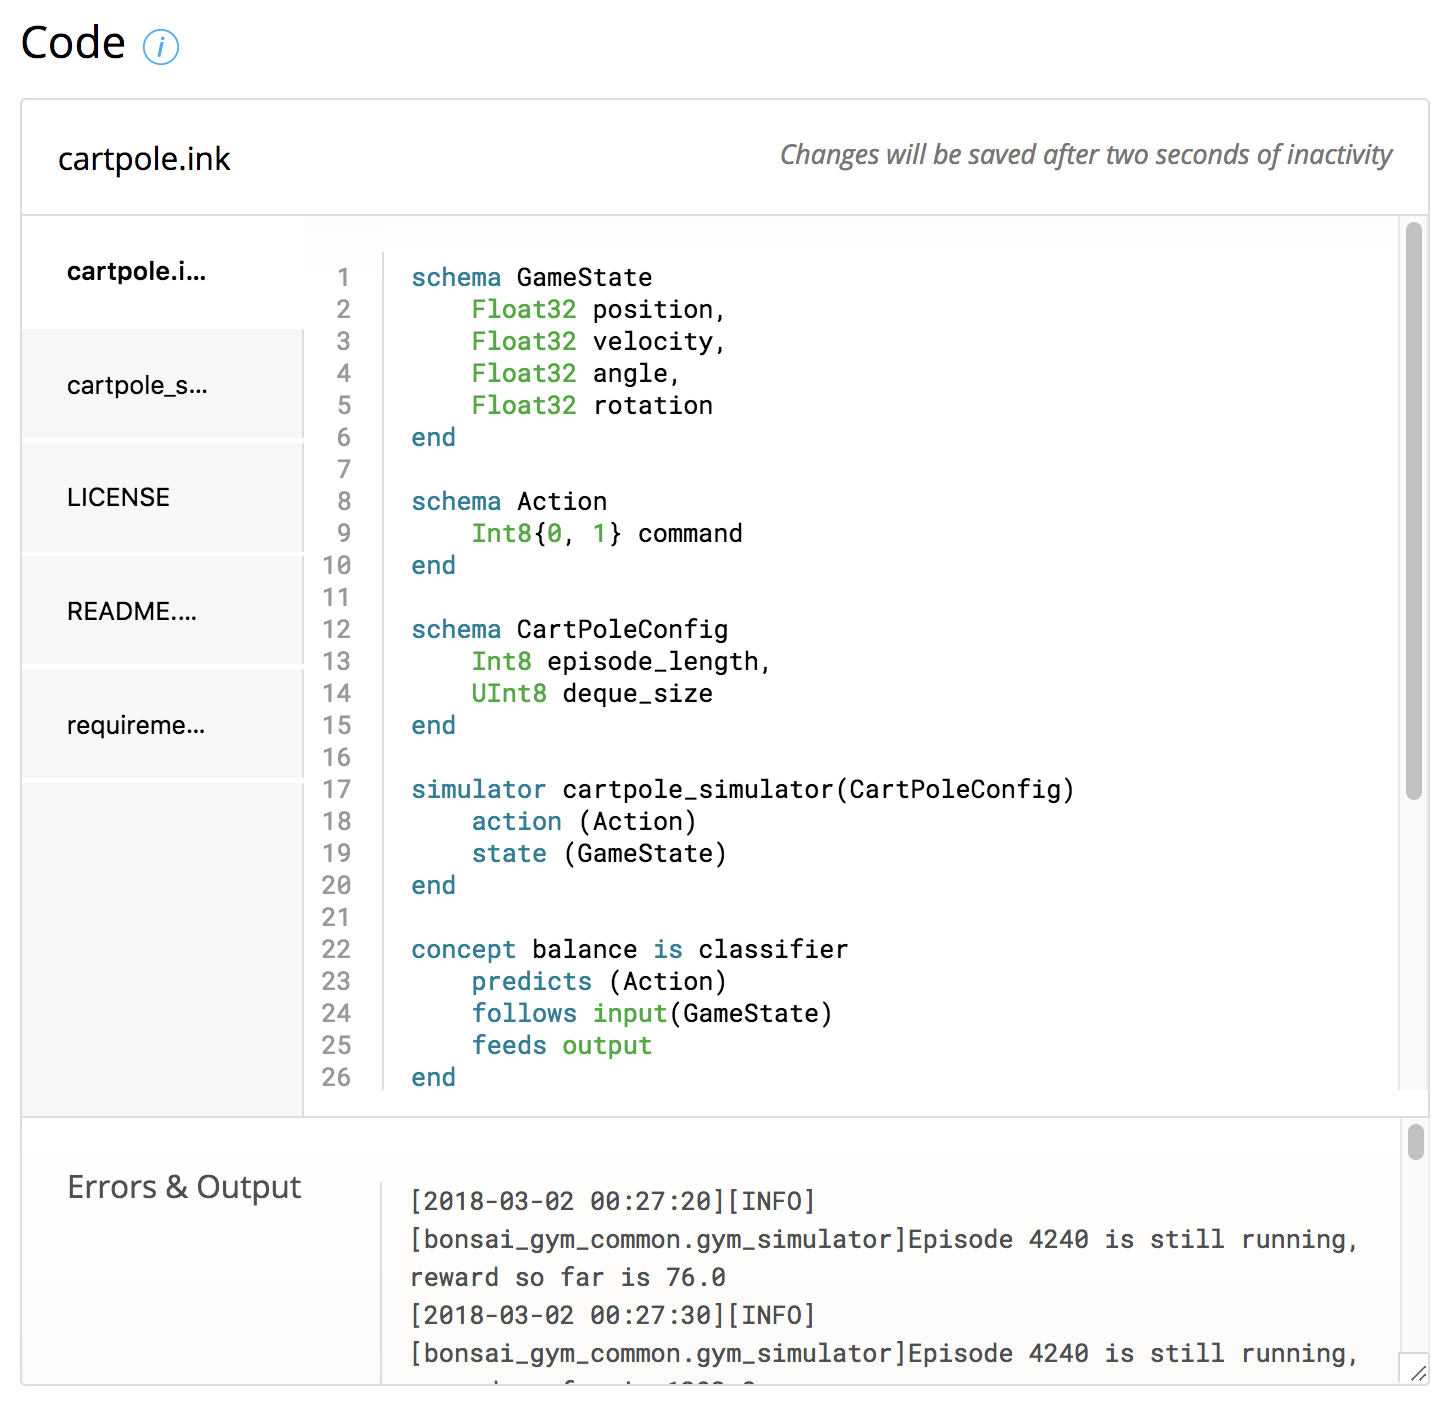 Code i
cartpole.ink
Changes will be saved after two seconds of inactivity
cartpole.i...
cartpole_s...
LICENSE
README....
requireme...
1 schema GameState
2     Float32 position,
3     Float32 velocity,
4     Float32 angle,
5     Float32 rotation
6 end
7
8 schema Action
9     Int8{0, 1} command
10 end
11
12 schema CartPoleConfig
13     Int8 episode_length,
14     UInt8 deque_size
15 end
16
17 simulator cartpole_simulator(CartPoleConfig)
18     action (Action)
19     state (GameState)
20 end
21
22 concept balance is classifier
23     predicts (Action)
24     follows input(GameState)
25     feeds output
26 end
Errors & Output
[2018-03-02 00:27:20][INFO]
[bonsai_gym_common.gym_simulator]Episode 4240 is still running,
reward so far is 76.0
[2018-03-02 00:27:30][INFO]
[bonsai_gym_common.gym_simulator]Episode 4240 is still running,